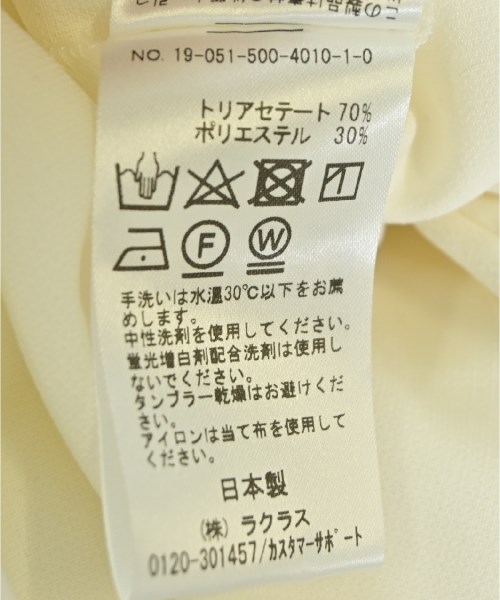 NO. 19-051-500-4010-1-0
トリアセテート 70%
ポリエステル 30%
F
W
手洗いは水温30℃以下をお薦
めします。
中性洗剤を使用してください。
蛍光増白剤配合洗剤は使用し
ないでください。
タンブラー乾燥はお避けくだ
さい。
アイロンは当て布を使用して
ください。
日本製
(株) ラクラス
0120-301457/カスタマーサポート